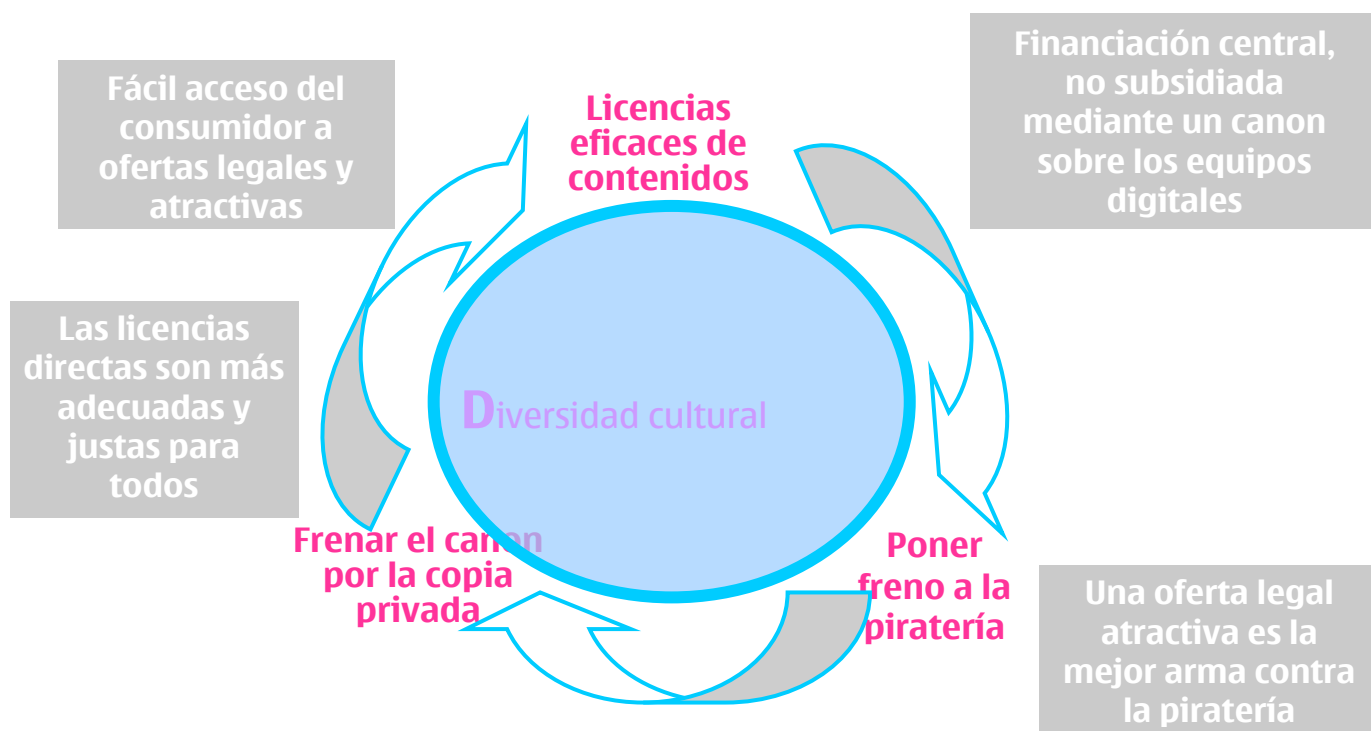 Fácil acceso del
consumidor a
ofertas legales y
atractivas
Licencias
eficaces de
contenidos
Financiación central,
no subsidiada
mediante un canon
sobre los equipos
digitales
Las licencias
directas son más
adecuadas y
justas para
todos
Diversidad cultural
Frenar el canon
por la copia
privada
Poner
freno a la
piratería
Una oferta legal
atractiva es la
mejor arma contra
la piratería